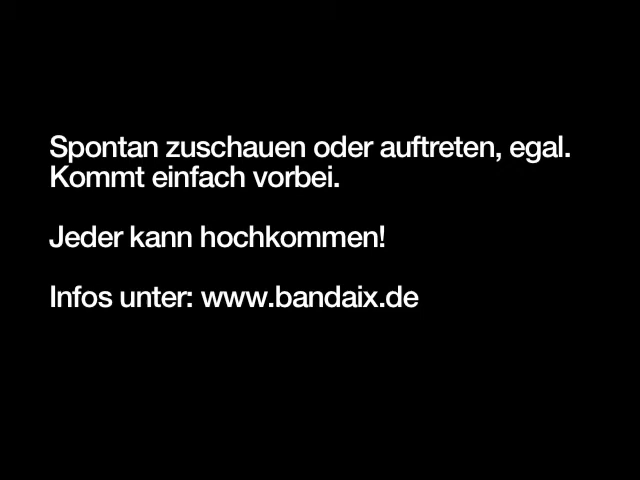 Spontan zuschauen oder auftreten, egal.
Kommt einfach vorbei.
Jeder kann hochkommen!
Infos unter: www.bandaix.de